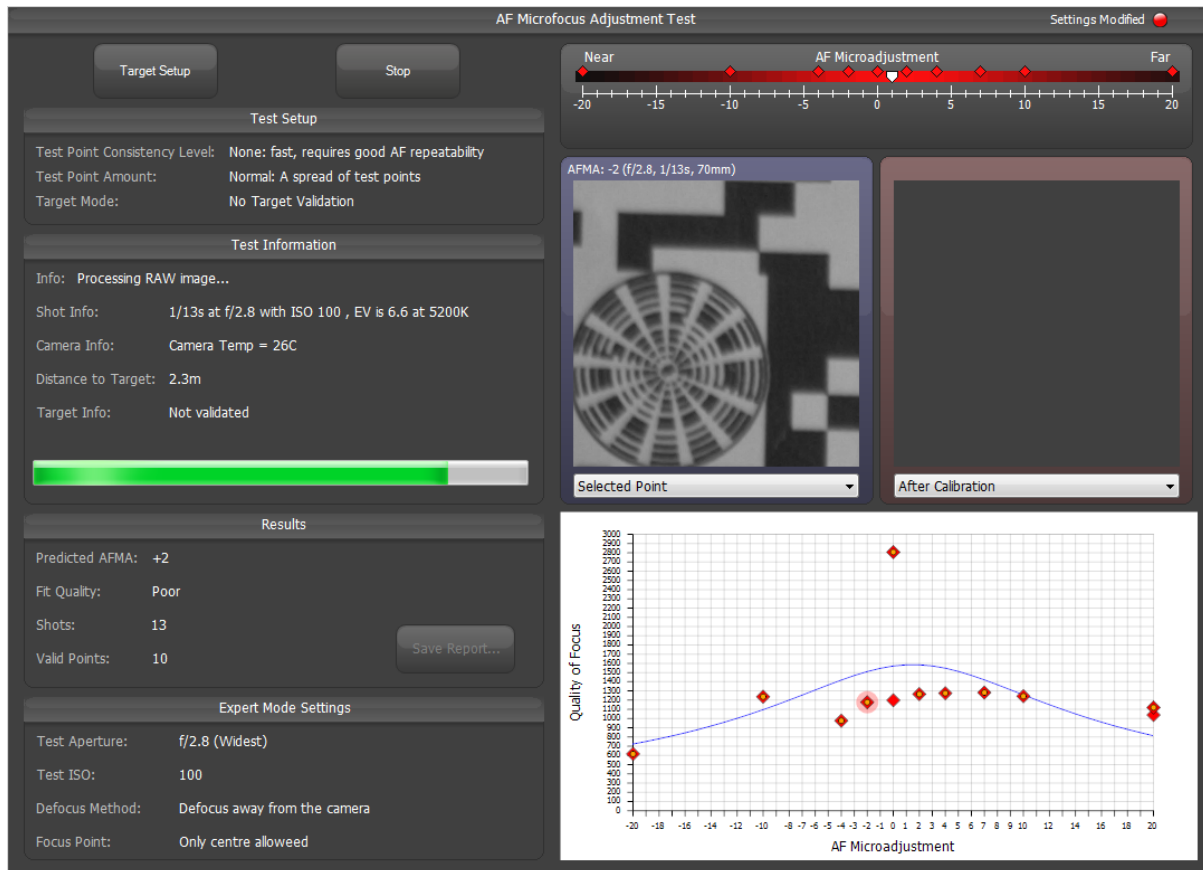 AF Microfocus Adjustment Test
Settings Modified
Target Setup
Stop
Test Setup
Test Point Consistency Level: None: fast, requires good AF repeatability
Test Point Amount: Normal: A spread of test points
Target Mode: No Target Validation
Test Information
Info: Processing RAW image...
Shot Info: 1/13s at f/2.8 with ISO 100 , EV is 6.6 at 5200K
Camera Info: Camera Temp = 26C
Distance to Target: 2.3m
Target Info: Not validated
Results
Predicted AFMA: +2
Fit Quality: Poor
Shots: 13
Valid Points: 10
Save Report...
Expert Mode Settings
Test Aperture: f/2.8 (Widest)
Test ISO: 100
Defocus Method: Defocus away from the camera
Focus Point: Only centre alloweed
Near AF Microadjustment Far
-20 -15 -10 -5 0 5 10 15 20
AFMA: -2 (f/2.8, 1/13s, 70mm)
Selected Point
After Calibration
Quality of Focus
3000
2900
2800
2700
2600
2500
2400
2300
2200
2100
2000
1900
1800
1700
1600
1500
1400
1300
1200
1100
1000
900
800
700
600
500
400
300
200
100
0
-20 -18 -16 -14 -12 -10 -8 -7 -6 -5 -4 -3 -2 -1 0 1 2 3 4 5 6 7 8 9 10 12 14 16 18 20
AF Microadjustment